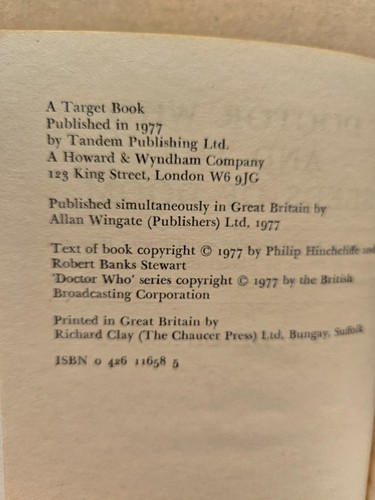 A Target Book
Published in 1977
by Tandem Publishing Ltd.
A Howard & Wyndham Company
123 King Street, London W6 9JG
Published simultaneously in Great Britain by
Allan Wingate (Publishers) Ltd, 1977
Text of book copyright © 1977 by Philip Hinchcliffe and
Robert Banks Stewart
'Doctor Who' series copyright © 1977 by the British
Broadcasting Corporation
Printed in Great Britain by
Richard Clay (The Chaucer Press) Ltd, Bungay, Suffolk
ISBN 0 426 11658 5